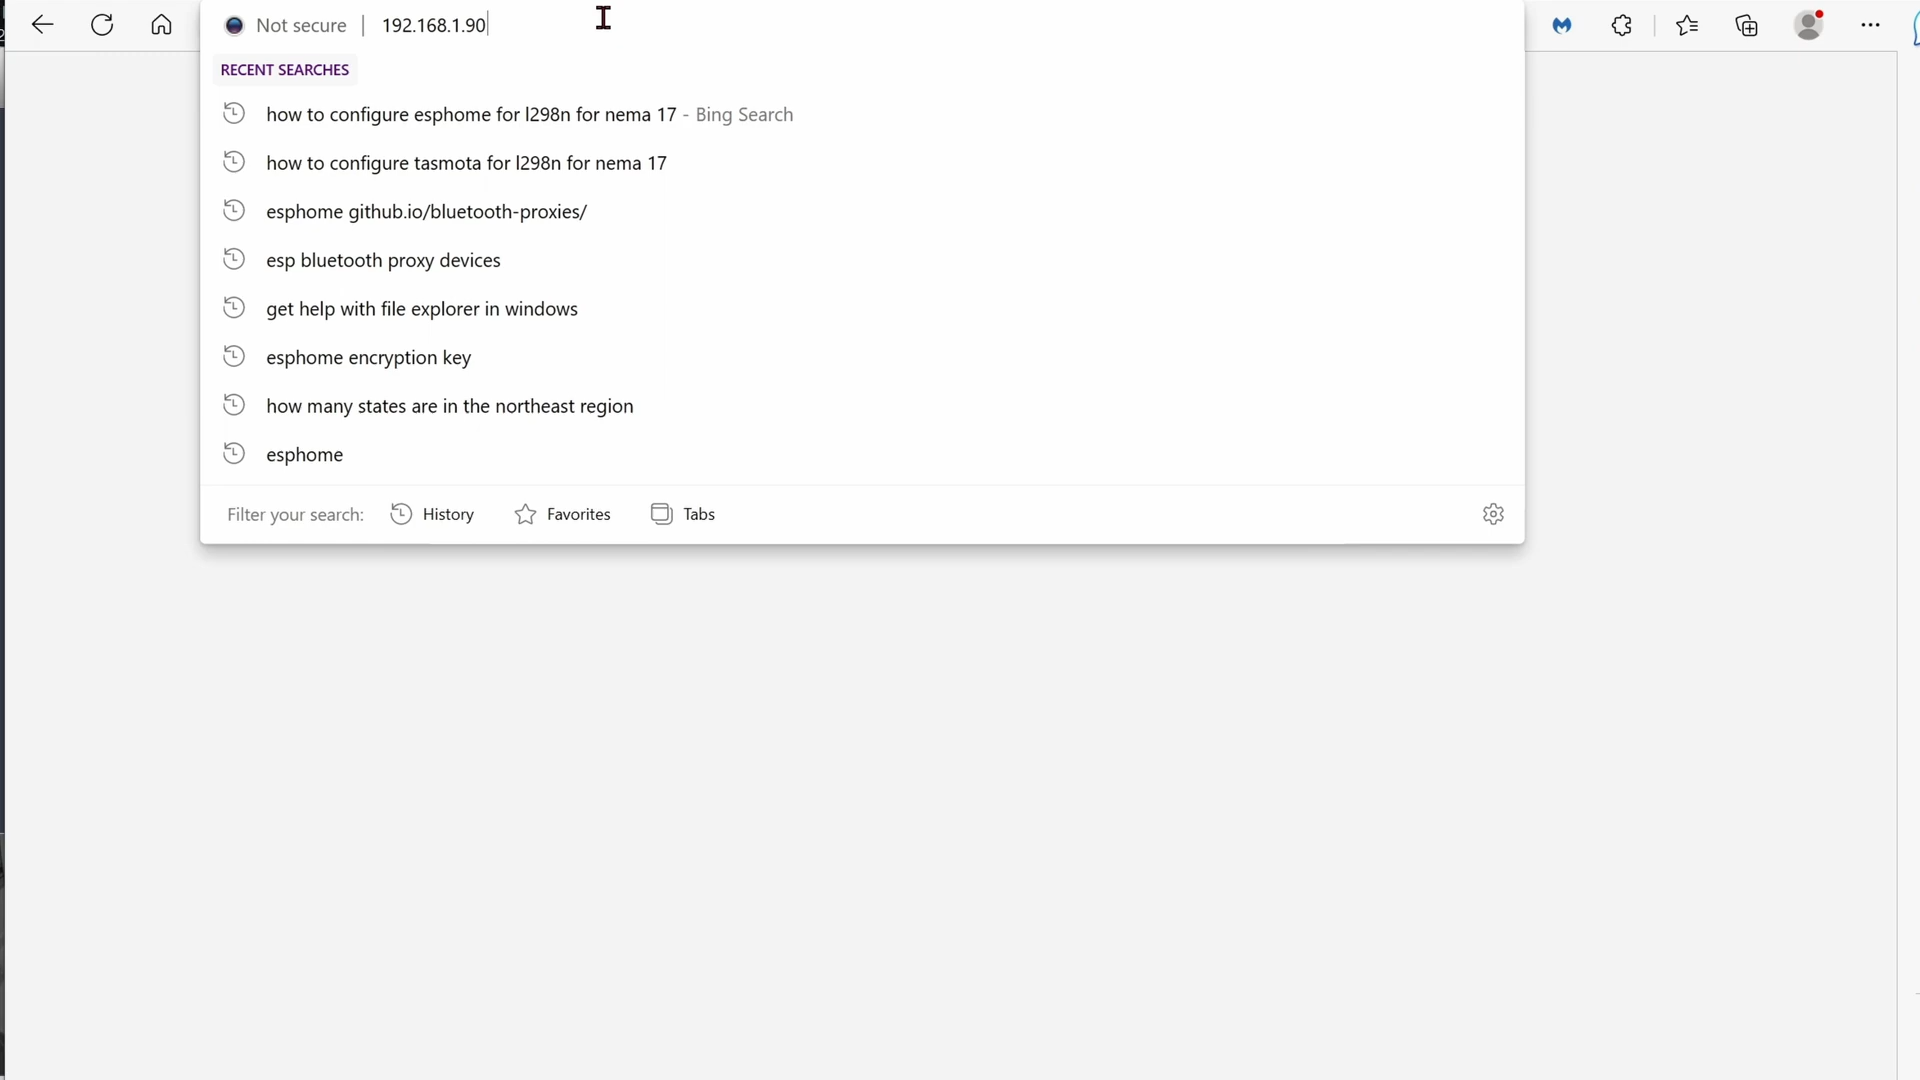 Not secure | 192.168.1.90
RECENT SEARCHES
how to configure esphome for l298n for nema 17 - Bing Search
how to configure tasmota for l298n for nema 17
esphome github.io/bluetooth-proxies/
esp bluetooth proxy devices
get help with file explorer in windows
esphome encryption key
how many states are in the northeast region
esphome
Filter your search: History Favorites Tabs